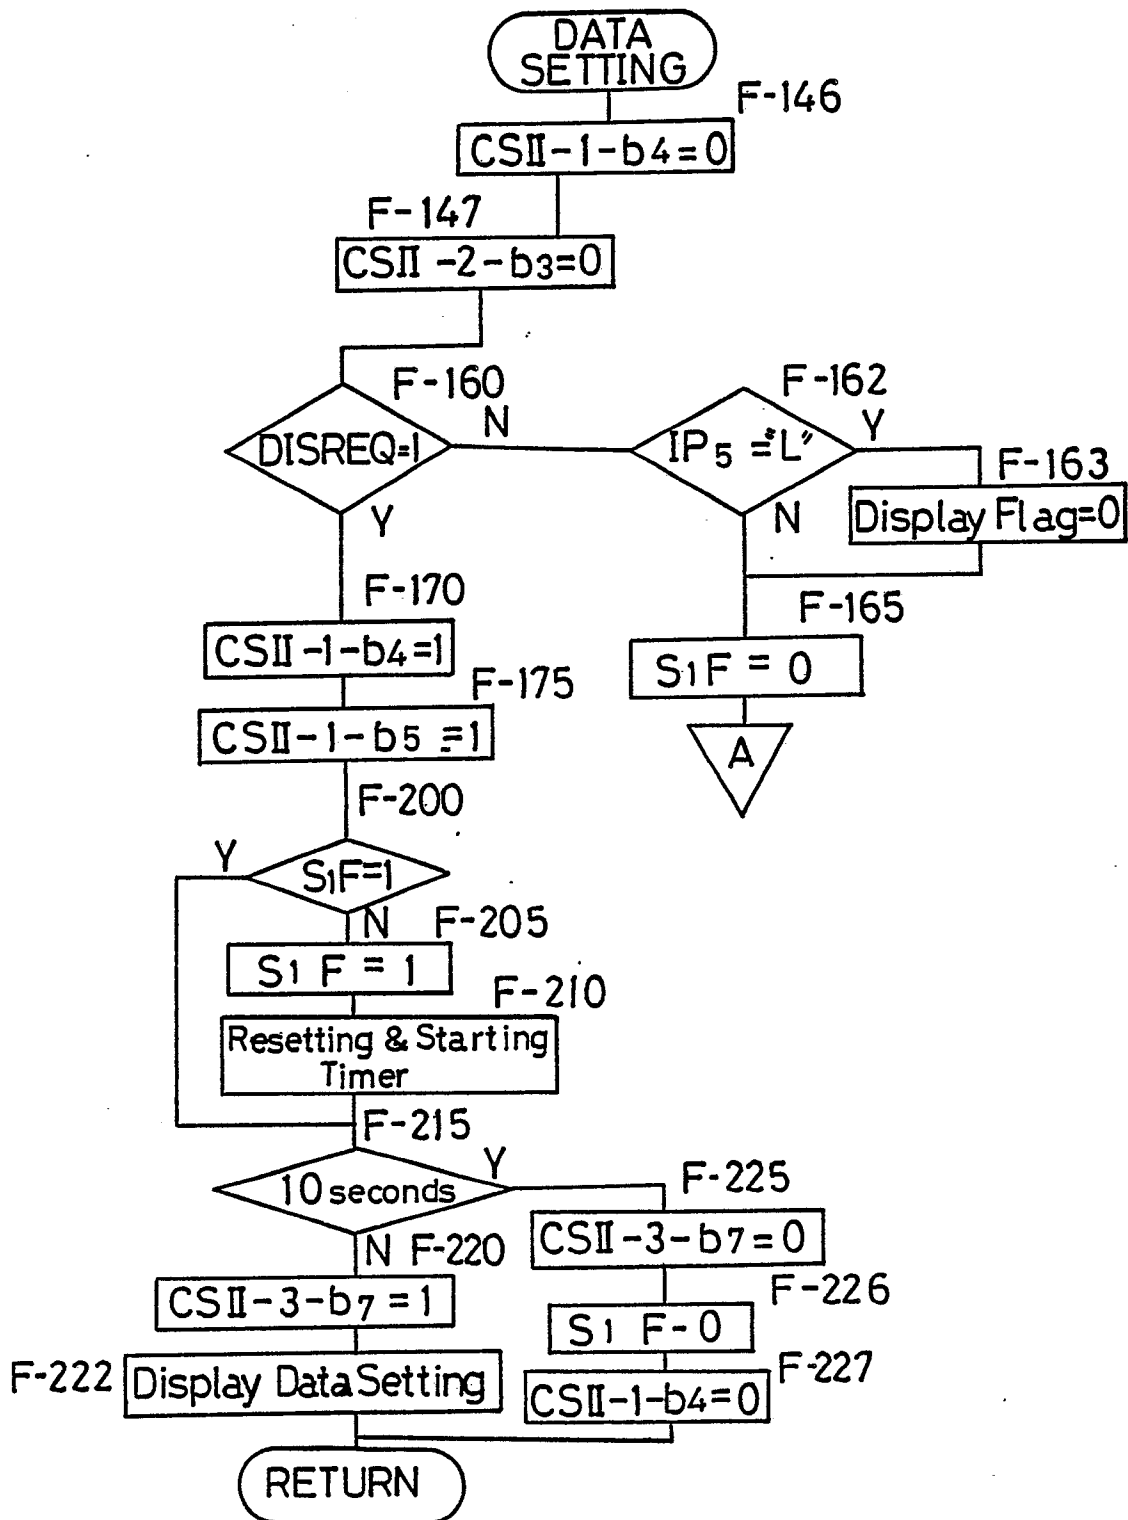 DATA
SETTING
F-146
CSII-1-b4=0
F-147
CSII-2-b3=0
F-160
DISREQ=1
N
Y
F-162
IP5="L"
Y
N
F-163
Display Flag=0
F-165
S1F=0
A
F-170
CSII-1-b4=1
F-175
CSII-1-b5=1
F-200
S1F=1
Y
N
F-205
S1 F = 1
F-210
Resetting & Starting
Timer
F-215
10 seconds
Y
N
F-220
CSII-3-b7=1
F-222
Display Data Setting
F-225
CSII-3-b7=0
F-226
S1 F-0
F-227
CSII-1-b4=0
RETURN